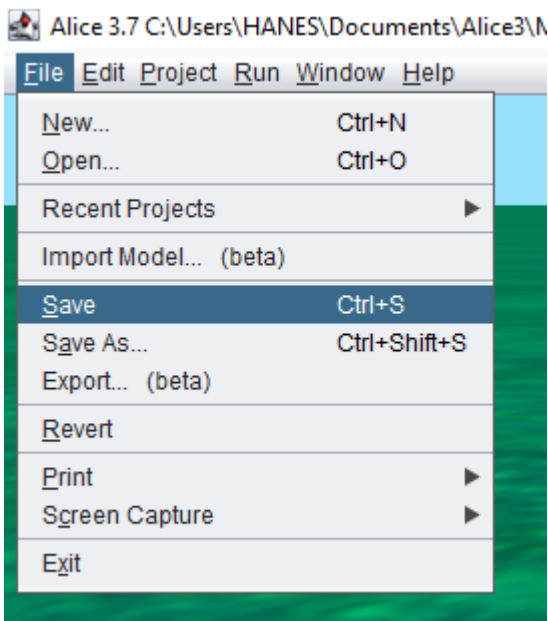 Alice 3.7 C:\Users\HANES\Documents\Alice3\
File Edit Project Run Window Help
New... Ctrl+N
Open... Ctrl+O
Recent Projects
Import Model... (beta)
Save Ctrl+S
Save As... Ctrl+Shift+S
Export... (beta)
Revert
Print
Screen Capture
Exit